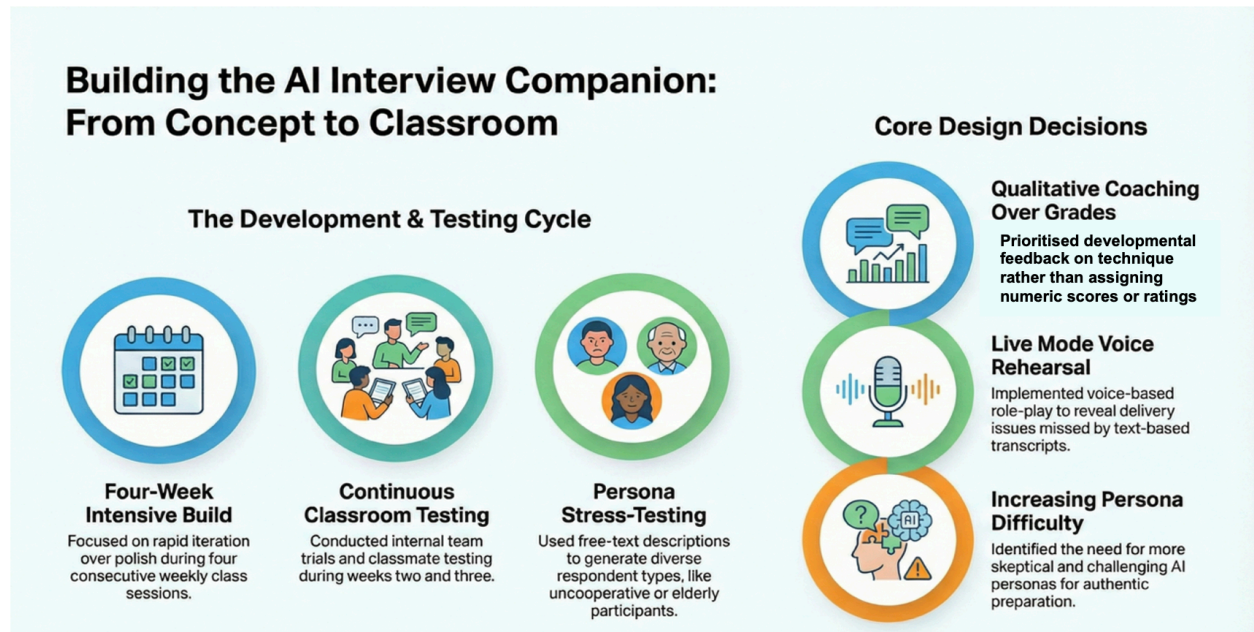 Building the AI Interview Companion:
From Concept to Classroom
The Development & Testing Cycle
Four-Week
Intensive Build
Focused on rapid iteration
over polish during four
consecutive weekly class
sessions.
Continuous
Classroom Testing
Conducted internal team
trials and classmate testing
during weeks two and three.
Persona
Stress-Testing
Used free-text descriptions
to generate diverse
respondent types, like
uncooperative or elderly
participants.
Core Design Decisions
Qualitative Coaching
Over Grades
Prioritised developmental
feedback on technique
rather than assigning
numeric scores or ratings
Live Mode Voice
Rehearsal
Implemented voice-based
role-play to reveal delivery
issues missed by text-based
transcripts.
?
AI
Increasing Persona
Difficulty
Identified the need for more
skeptical and challenging AI
personas for authentic
preparation.